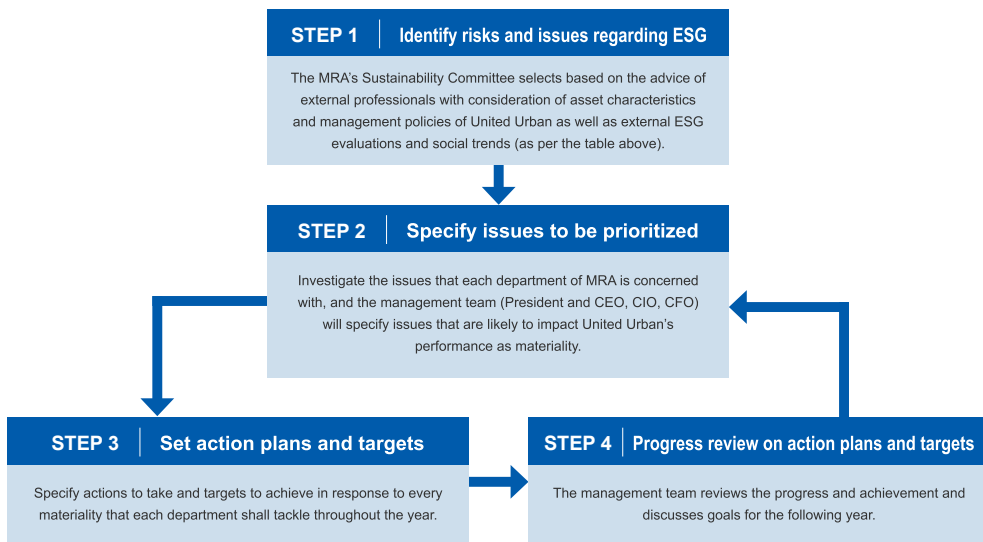 STEP 1 Identify risks and issues regarding ESG
The MRA's Sustainability Committee selects based on the advice of
external professionals with consideration of asset characteristics
and management policies of United Urban as well as external ESG
evaluations and social trends (as per the table above).
STEP 2 Specify issues to be prioritized
Investigate the issues that each department of MRA is concerned
with, and the management team (President and CEO, CIO, CFO)
will specify issues that are likely to impact United Urban's
performance as materiality.
STEP 3 Set action plans and targets
Specify actions to take and targets to achieve in response to every
materiality that each department shall tackle throughout the year.
STEP 4 Progress review on action plans and targets
The management team reviews the progress and achievement and
discusses goals for the following year.